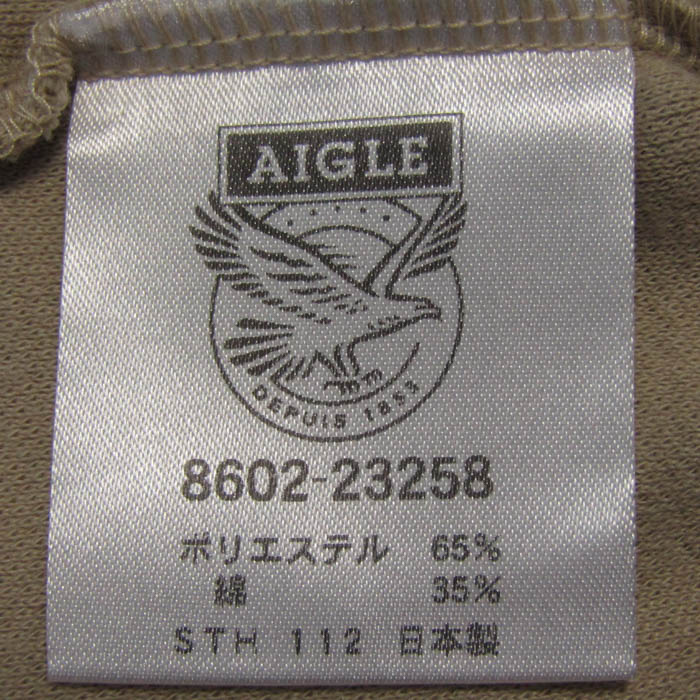 AIGLE
DEPUIS 1853
8602-23258
ポリエステル 65%
綿 35%
STH 112 日本製